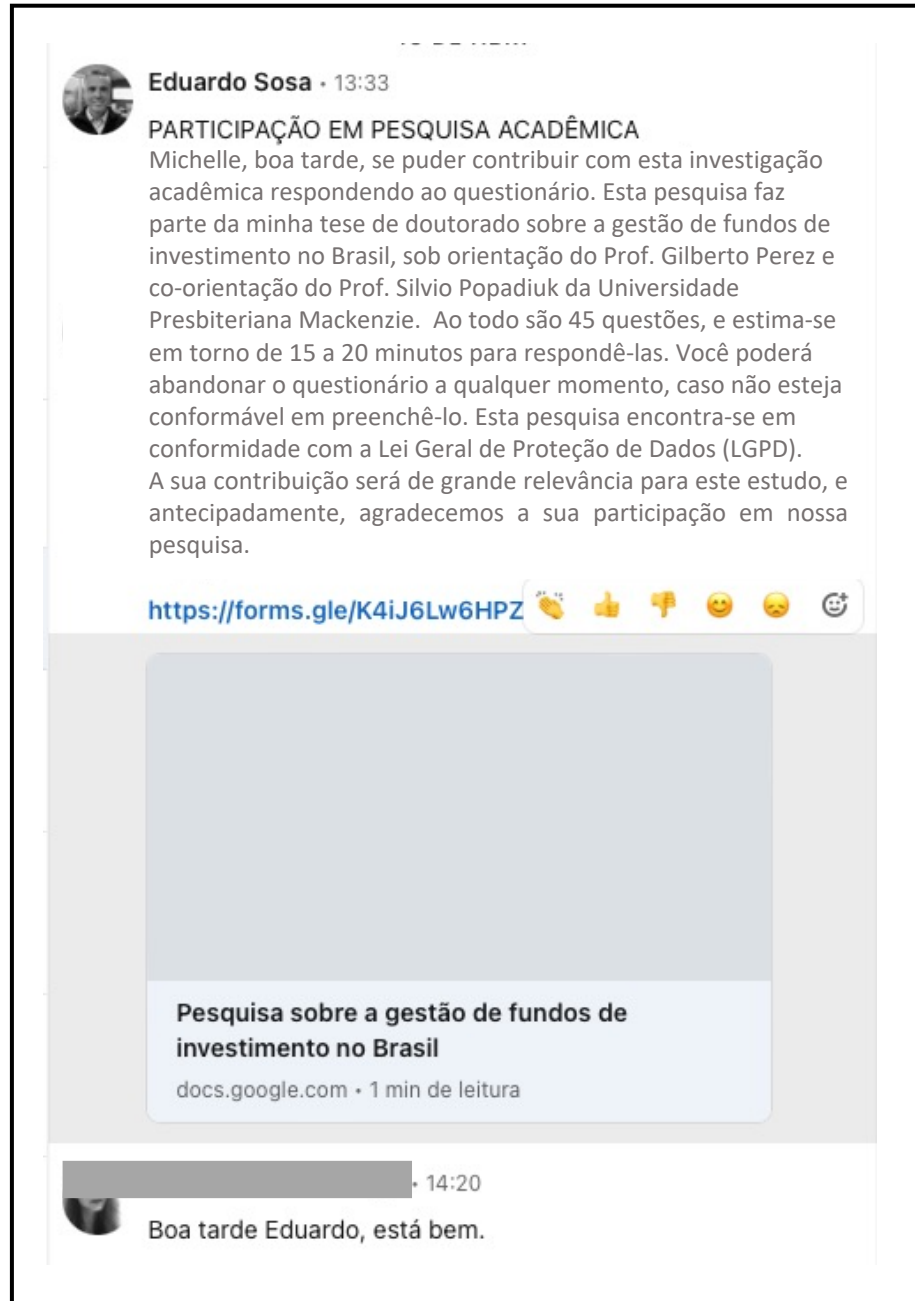 Eduardo Sosa • 13:33
PARTICIPAÇÃO EM PESQUISA ACADÊMICA
Michelle, boa tarde, se puder contribuir com esta investigação
acadêmica respondendo ao questionário. Esta pesquisa faz
parte da minha tese de doutorado sobre a gestão de fundos de
investimento no Brasil, sob orientação do Prof. Gilberto Perez e
co-orientação do Prof. Silvio Popadiuk da Universidade
Presbiteriana Mackenzie. Ao todo são 45 questões, e estima-se
em torno de 15 a 20 minutos para respondê-las. Você poderá
abandonar o questionário a qualquer momento, caso não esteja
conformável em preenchê-lo. Esta pesquisa encontra-se em
conformidade com a Lei Geral de Proteção de Dados (LGPD).
A sua contribuição será de grande relevância para este estudo, e
antecipadamente, agradecemos a sua participação em nossa
pesquisa.
https://forms.gle/K4iJ6Lw6HPZ
Pesquisa sobre a gestão de fundos de
investimento no Brasil
docs.google.com • 1 min de leitura
• 14:20
Boa tarde Eduardo, está bem.